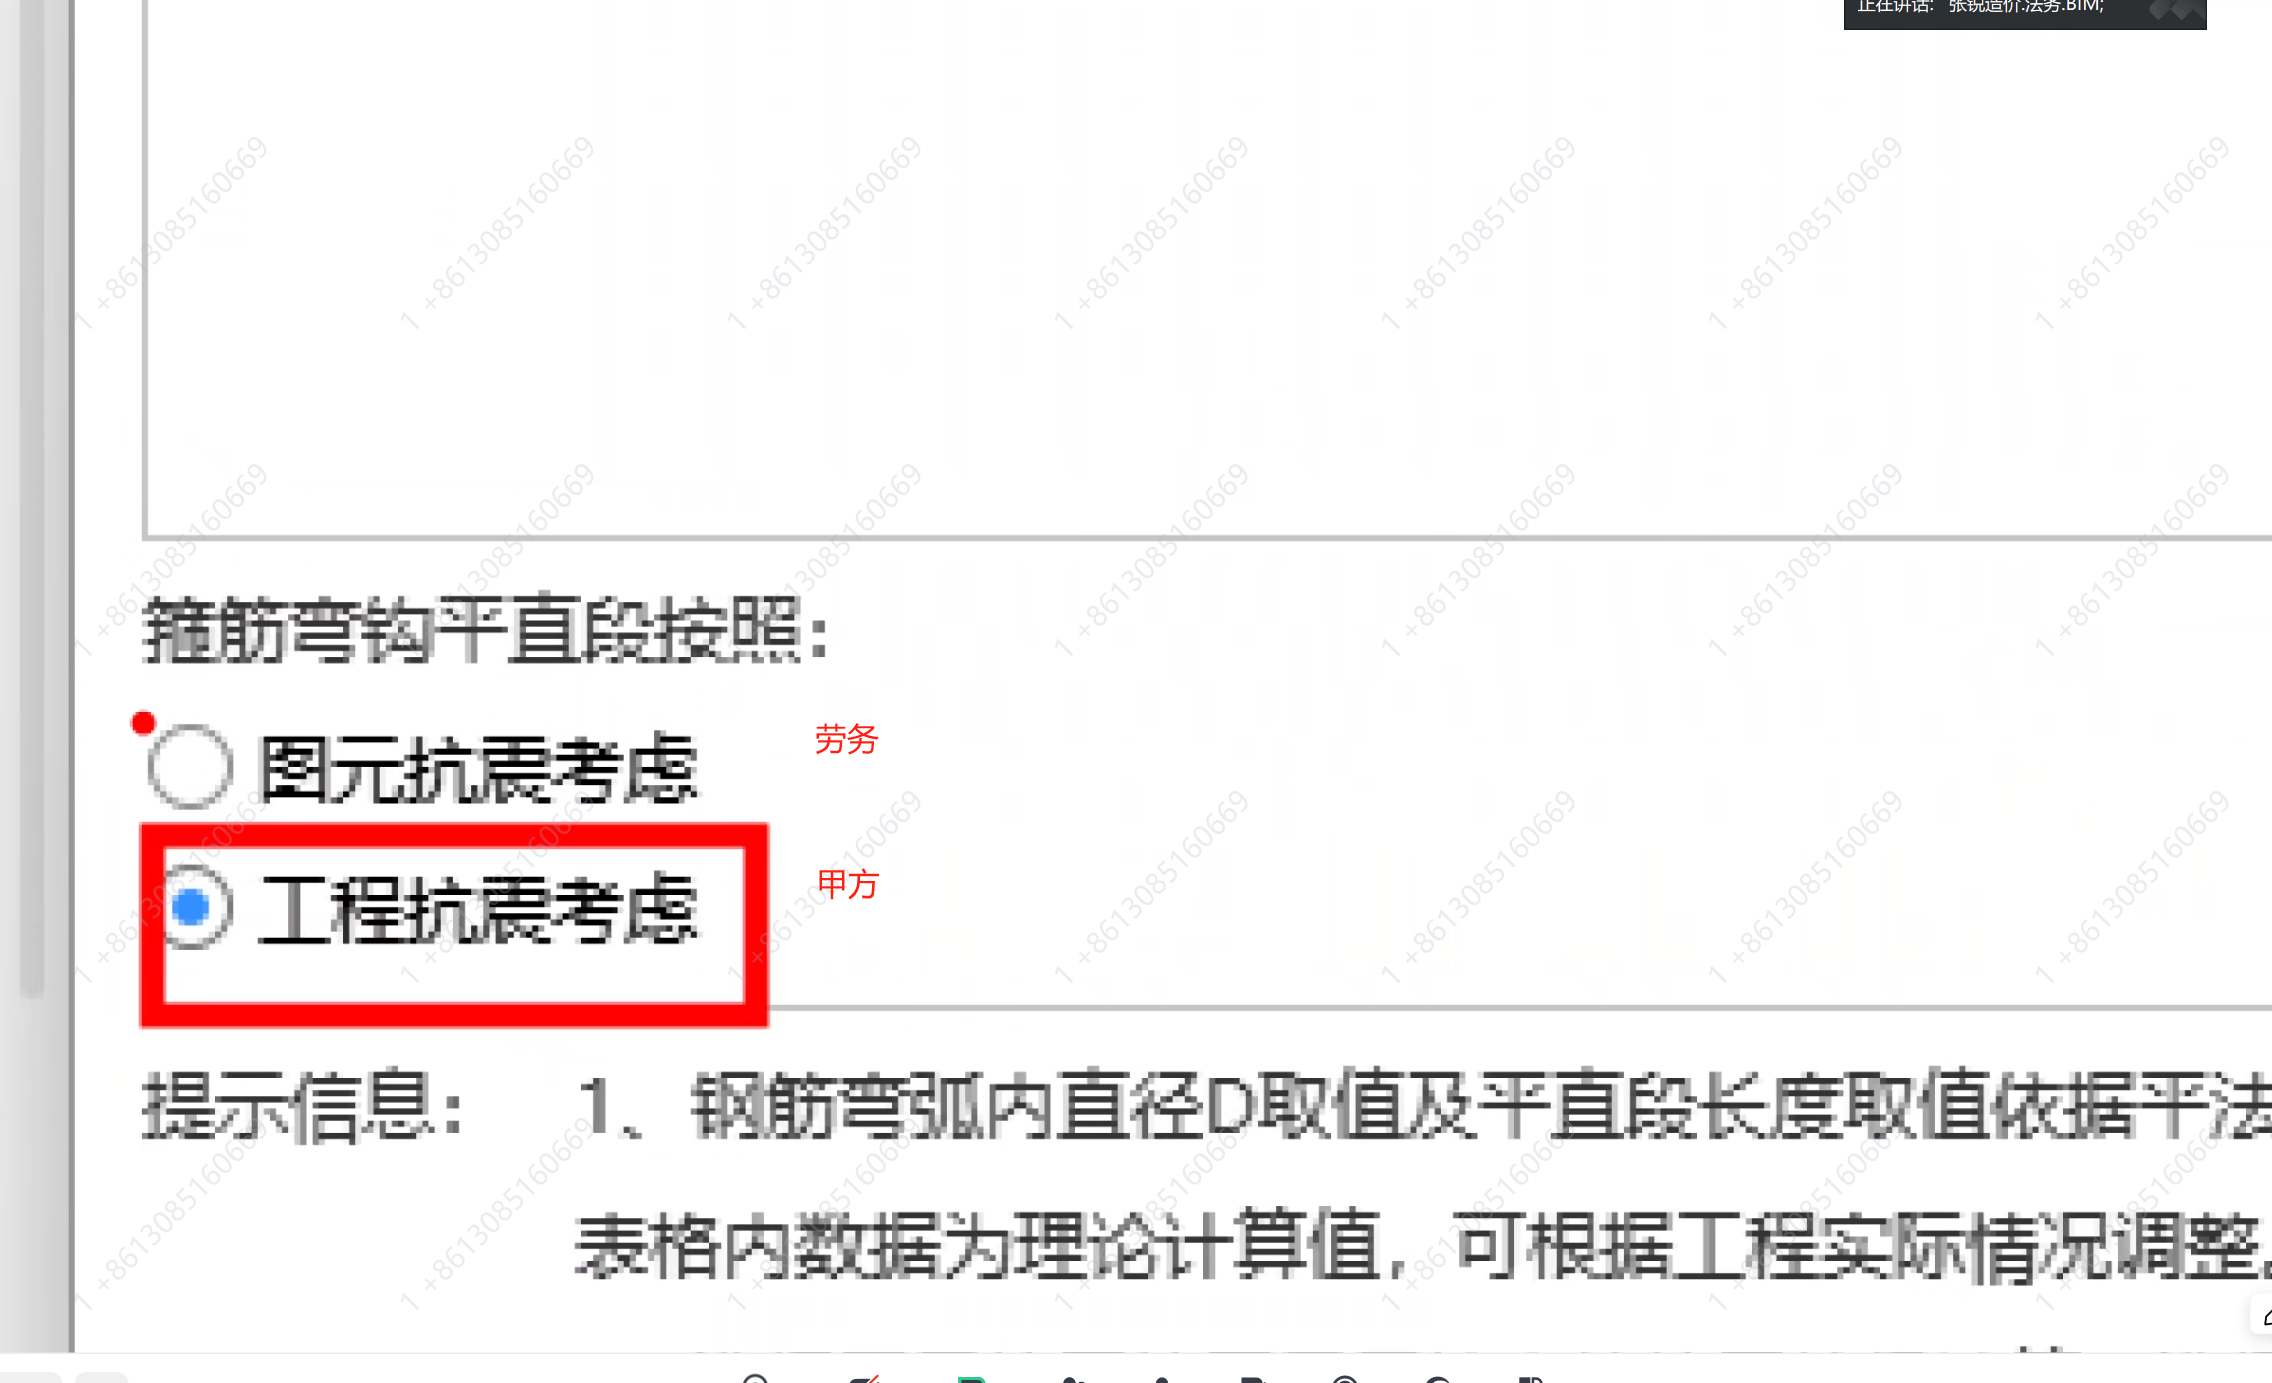 正在讲话: 张锐造价.法务.BIM;
箍筋弯钩平直段按照:
图元抗震考虑
劳务
工程抗震考虑
甲方
提示信息: 1、钢筋弯弧内直径D取值及平直段长度取值依据平法
表格内数据为理论计算值，可根据工程实际情况调整。
1 +8613085160669